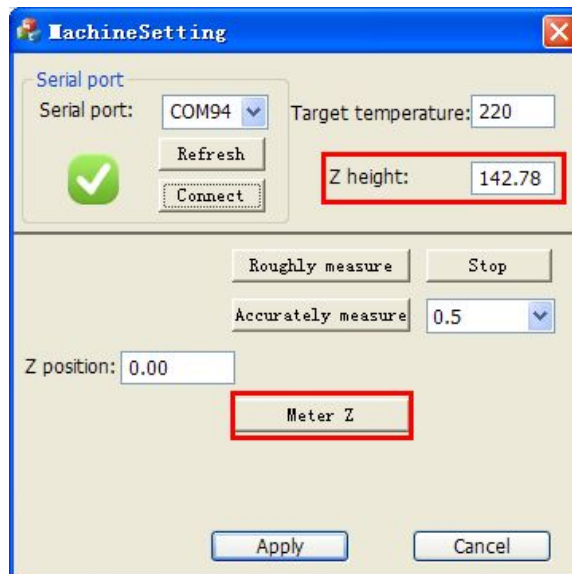 MachineSetting
Serial port
Serial port: COM94
Target temperature: 220
Refresh
Connect
Z height: 142.78
Roughly measure Stop
Accurately measure 0.5
Z position: 0.00
Meter Z
Apply Cancel